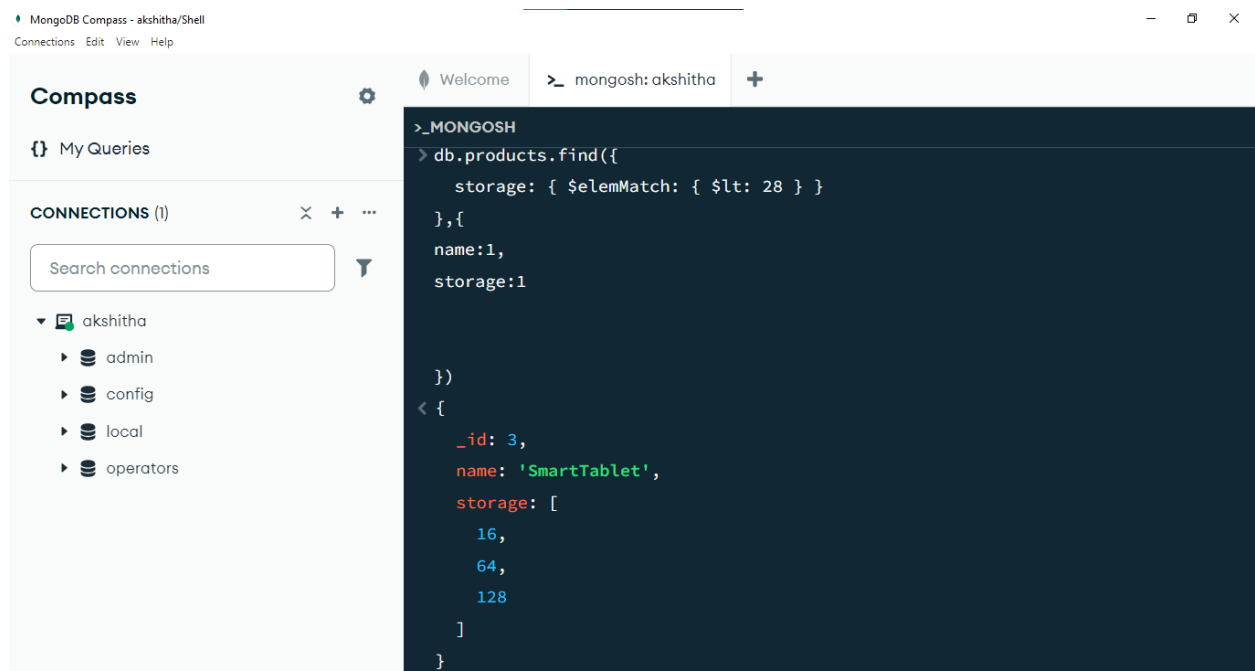 MongoDB Compass - akshitha/Shell
Connections Edit View Help
Compass
{} My Queries
CONNECTIONS (1)
Search connections
akshitha
admin
config
local
operators
Welcome
>_ mongosh: akshitha
>_MONGOSH
> db.products.find({
storage: { $elemMatch: { $lt: 28 } }
},{
name:1,
storage:1
})
< {
_id: 3,
name: 'SmartTablet',
storage: [
16,
64,
128
]
}